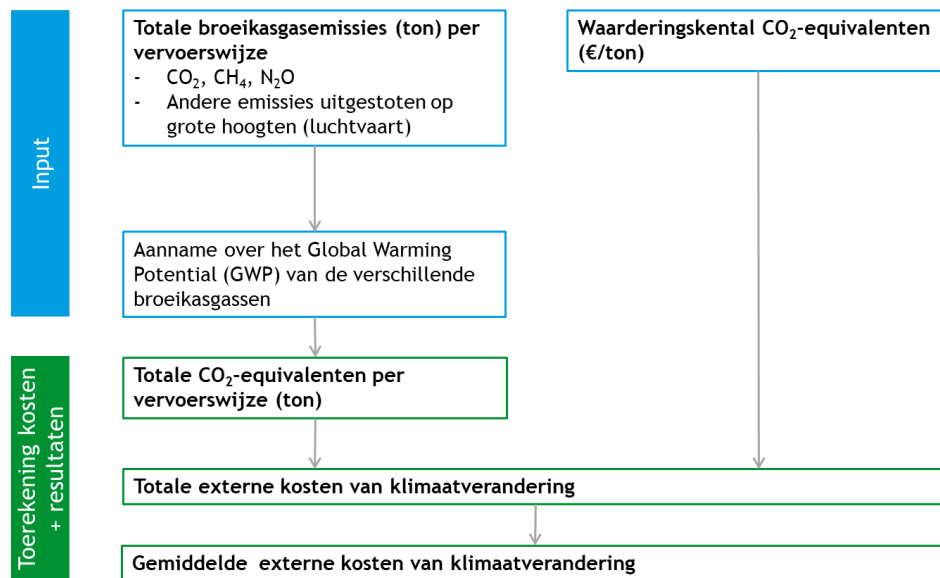 Input
Totale broeikasgasemissies (ton) per
vervoerswijze
- CO₂, CH₄, N₂O
- Andere emissies uitgestoten op
grote hoogten (luchtvaart)
Waarderingskental CO₂-equivalenten
(€/ton)
Aanname over het Global Warming
Potential (GWP) van de verschillende
broeikasgassen
Toerekening kosten
+ resultaten
Totale CO₂-equivalenten per
vervoerswijze (ton)
Totale externe kosten van klimaatverandering
Gemiddelde externe kosten van klimaatverandering